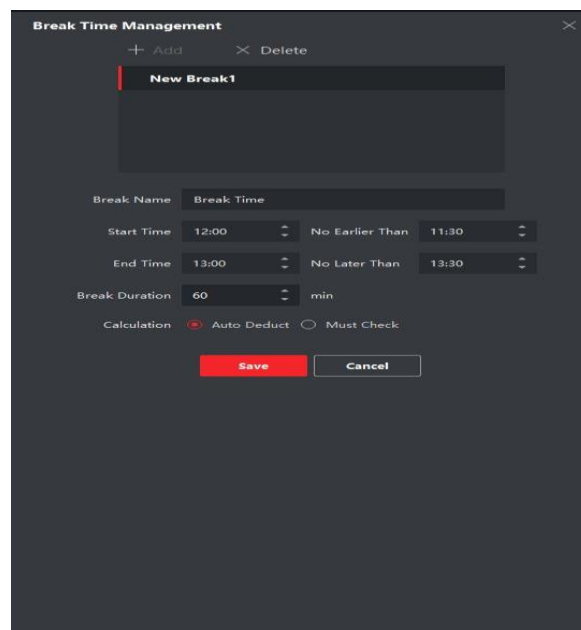 Break Time Management
Add Delete
New Break1
Break Name Break Time
Start Time 12:00 No Earlier Than 11:30
End Time 13:00 No Later Than 13:30
Break Duration 60 min
Calculation Auto Deduct Must Check
Save Cancel